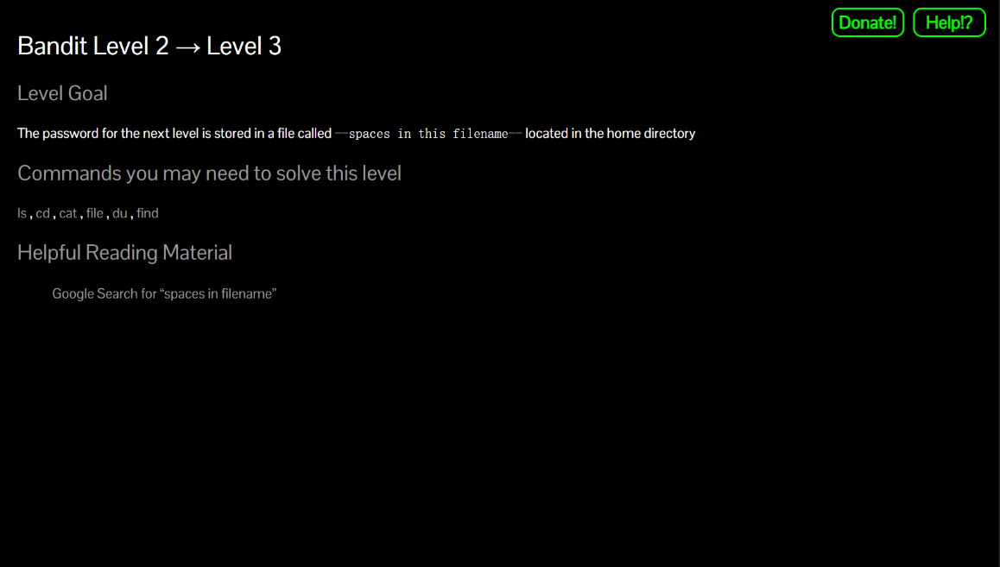 Donate! Help!?
Bandit Level 2 → Level 3
Level Goal
The password for the next level is stored in a file called --spaces in this filename-- located in the home directory
Commands you may need to solve this level
ls , cd , cat , file , du , find
Helpful Reading Material
Google Search for “spaces in filename”